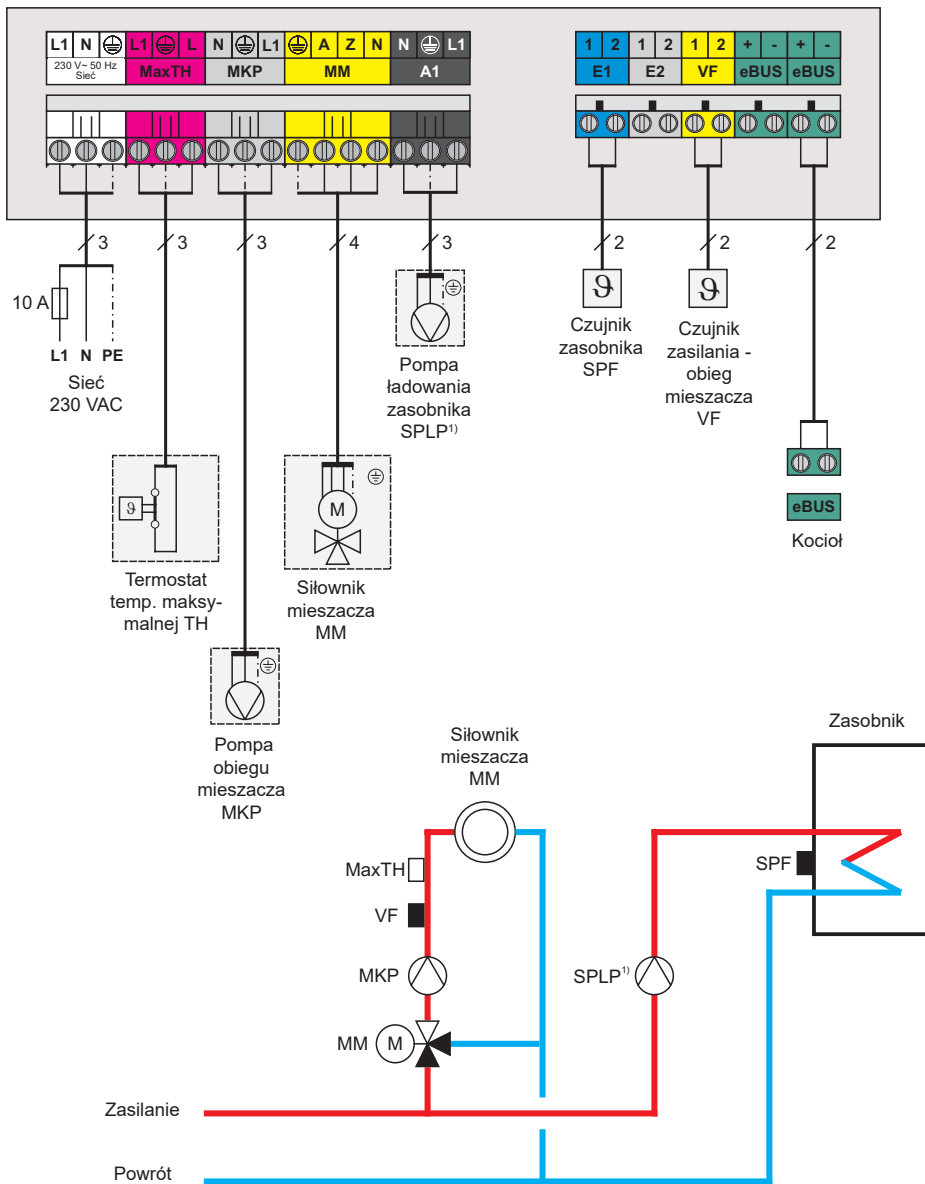 L1 N L1 L N L1 A Z N N L1
230 V~ 50 Hz
Sieć
MaxTH MKP MM A1
1 2 1 2 1 2 + - + -
E1 E2 VF eBUS eBUS
3 3 3 4 3 2 2 2
10 A
L1 N PE
Sieć
230 VAC
ϑ
Termostat
temp. maksy-
malnej TH
Pompa
obiegu
mieszacza
MKP
M
Siłownik
mieszacza
MM
Pompa
ładowania
zasobnika
SPLP1)
ϑ
Czujnik
zasobnika
SPF
ϑ
Czujnik
zasilania -
obieg
mieszacza
VF
eBUS
Kocioł
Siłownik
mieszacza
MM
Zasobnik
MaxTH
VF
MKP
MM M
SPLP1)
SPF
Zasilanie
Powrót